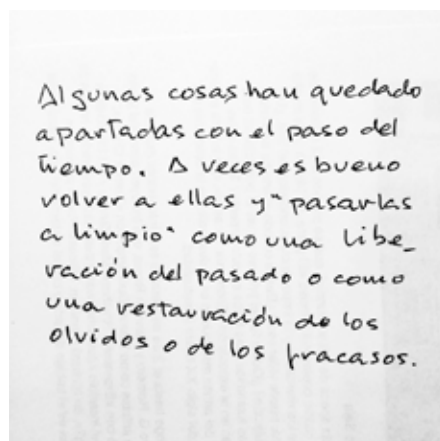 Algunas cosas han quedado
apartadas con el paso del
tiempo. A veces es bueno
volver a ellas y "pasarlas
a limpio" como una libe_
ración del pasado o como
una restauración de los
olvidos o de los fracasos.